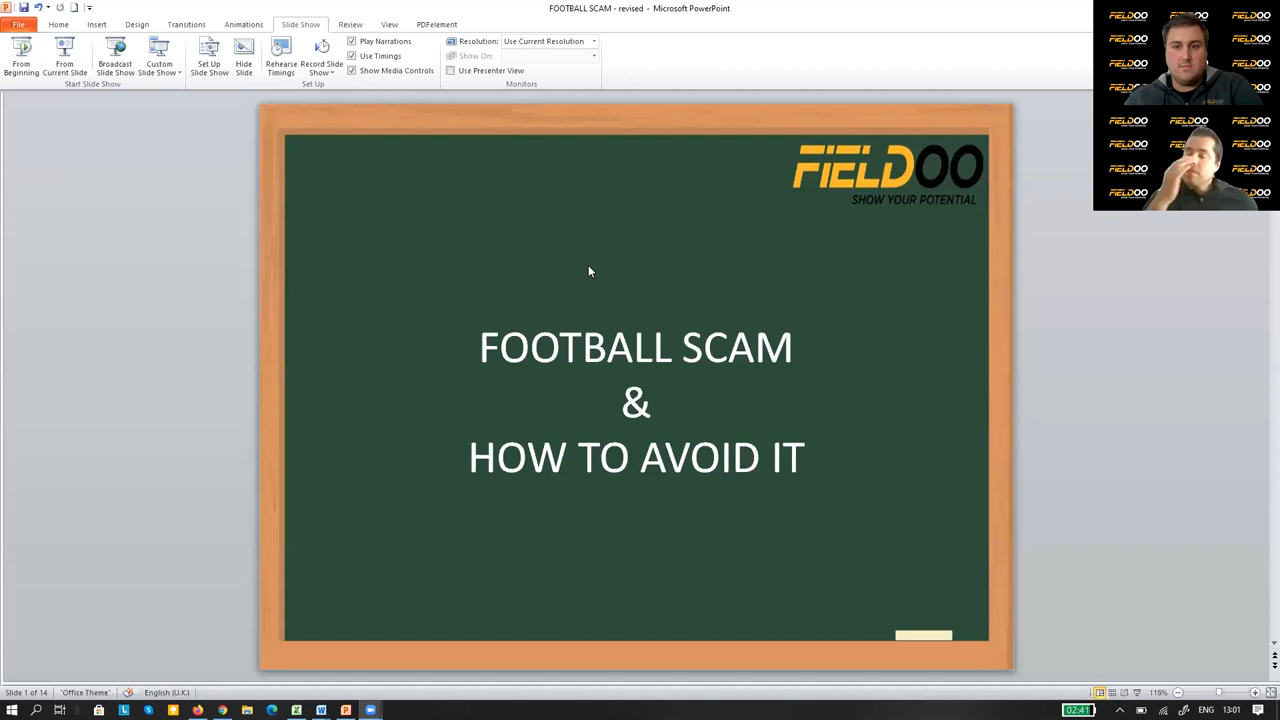 FOOTBALL SCAM - revised - Microsoft PowerPoint
File Home Insert Design Transitions Animations Slide Show Review View PDFelement
From Beginning
From Current Slide
Broadcast Slide Show
Custom Slide Show
Start Slide Show
Set Up Slide Show
Hide Slide
Rehearse Timings
Record Slide Show
Play Narrations
Use Timings
Show Media Controls
Set Up
Resolution: Use Current Resolution
Show On:
Use Presenter View
Monitors
FIELDOO
SHOW YOUR POTENTIAL
FOOTBALL SCAM
&
HOW TO AVOID IT
Slide 1 of 14 "Office Theme" English (U.K.) 118%
02:41 ENG 13:01